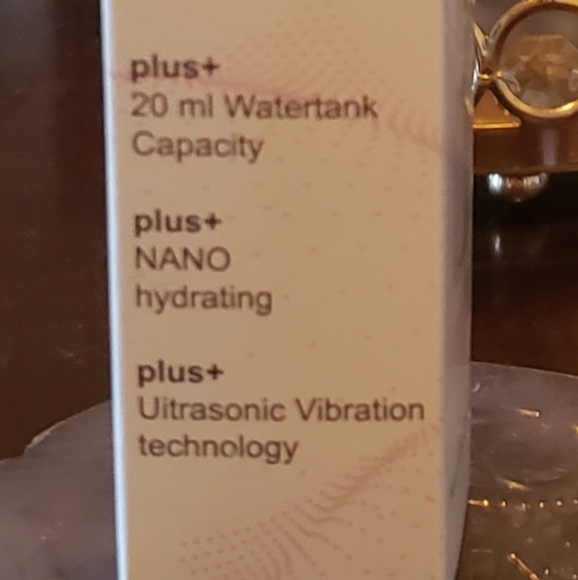 plus+
20 ml Watertank
Capacity
plus+
NANO
hydrating
plus+
Uitrasonic Vibration
technology